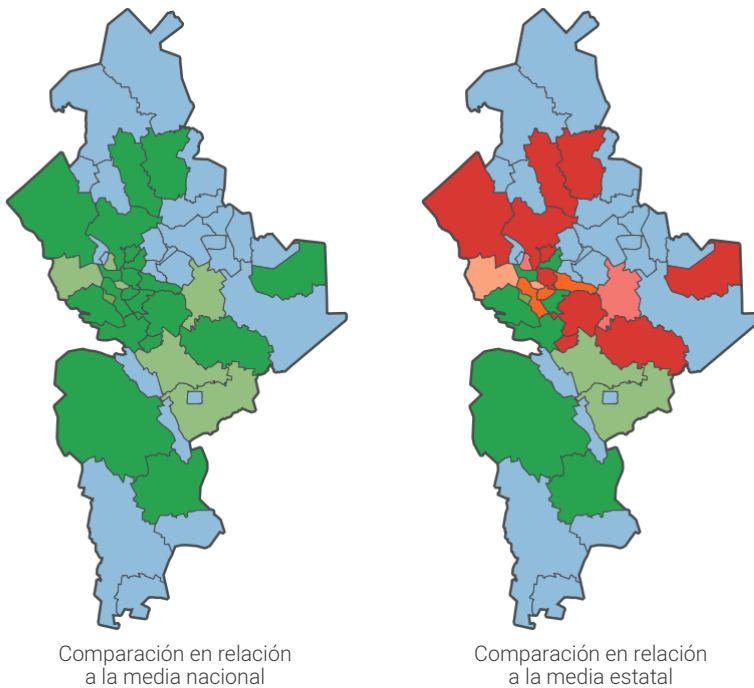 Comparación en relación
a la media nacional
Comparación en relación
a la media estatal